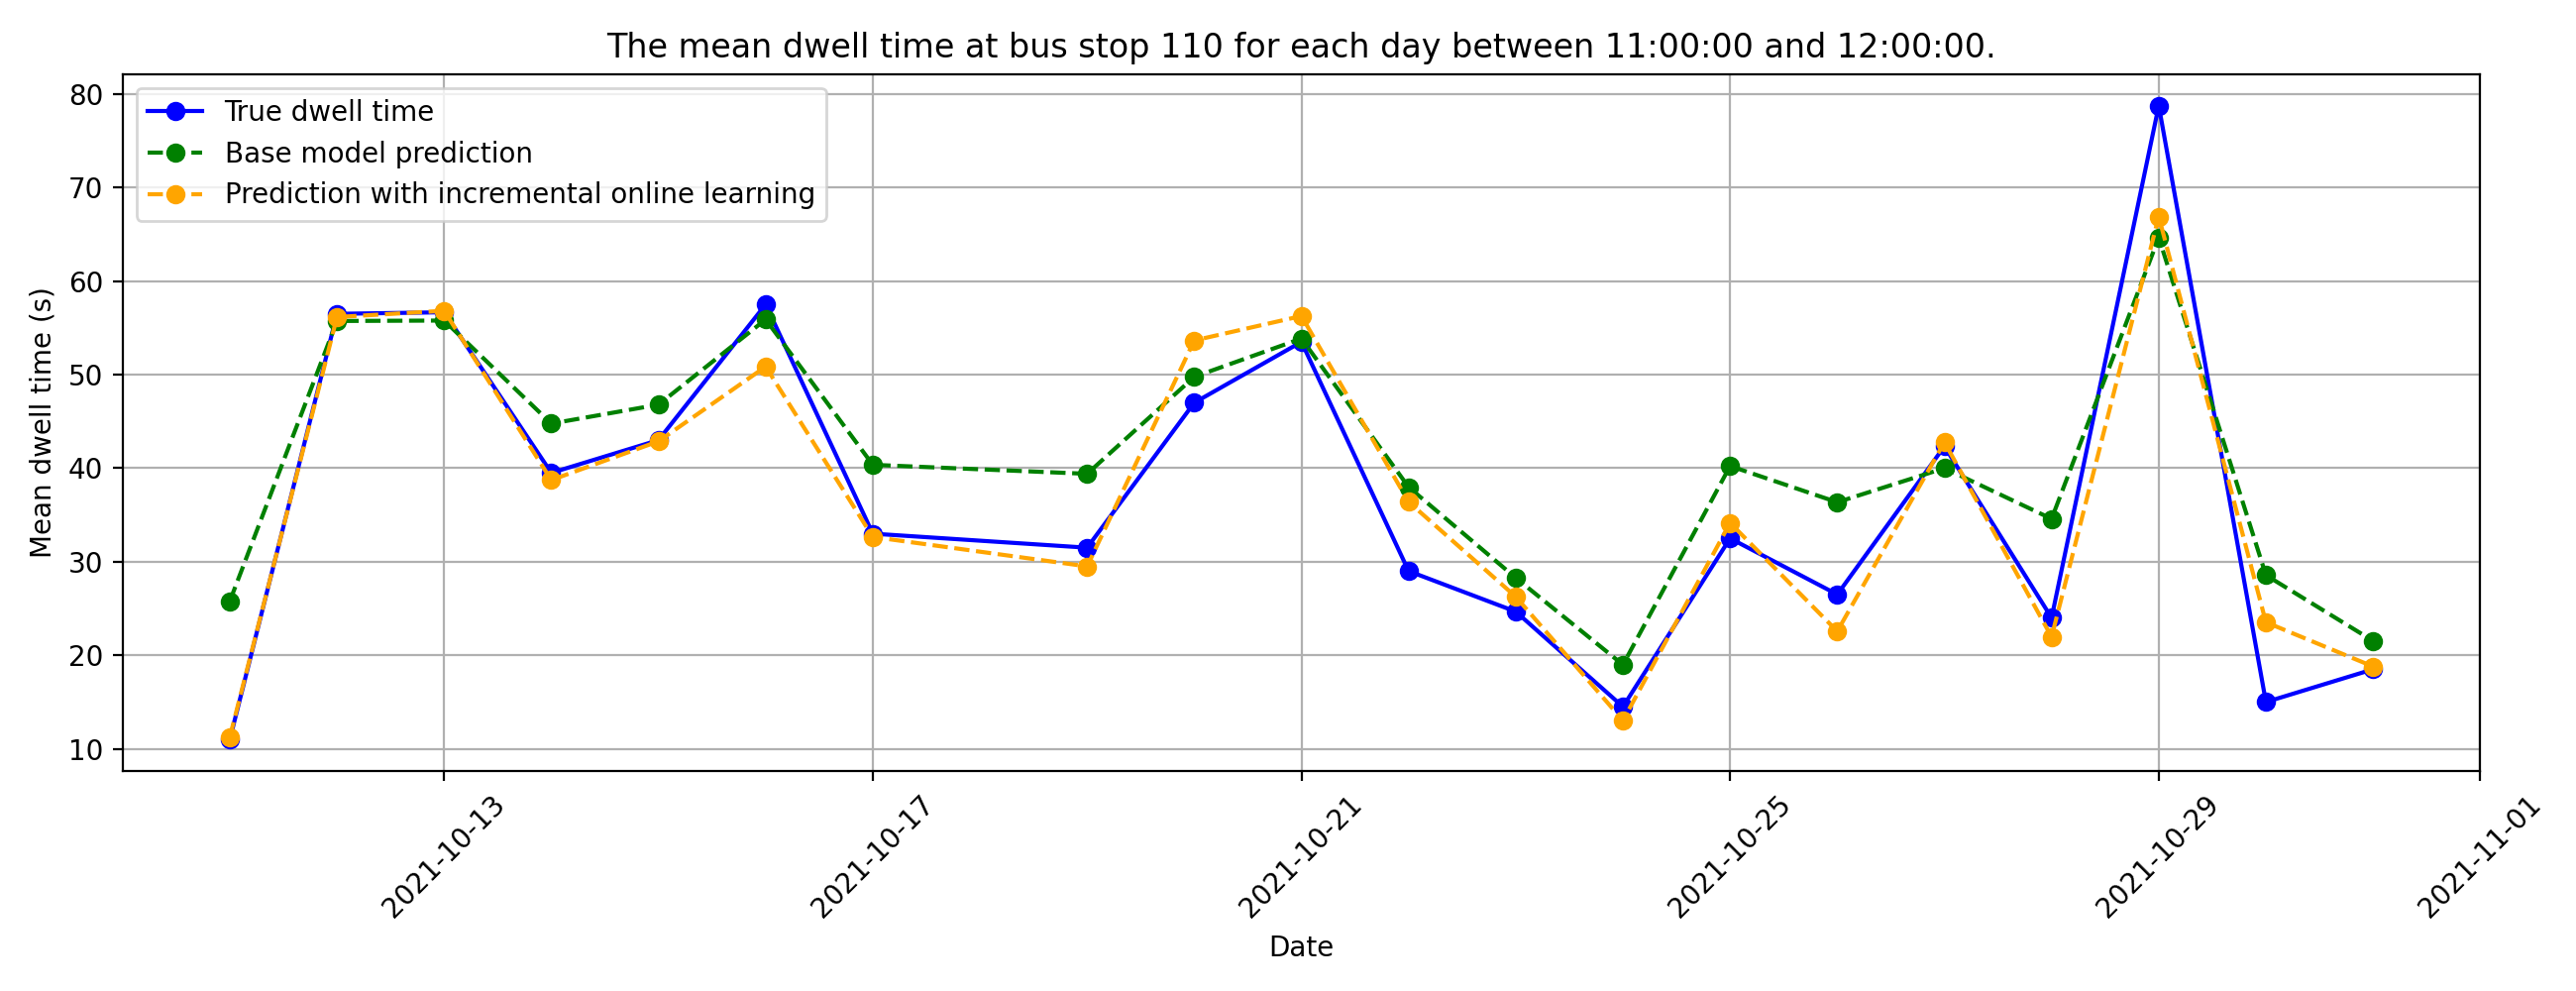 The mean dwell time at bus stop 110 for each day between 11:00:00 and 12:00:00.
True dwell time
Base model prediction
Prediction with incremental online learning
Mean dwell time (s)
80
70
60
50
40
30
20
10
2021-10-13
2021-10-17
2021-10-21
2021-10-25
2021-10-29
2021-11-01
Date